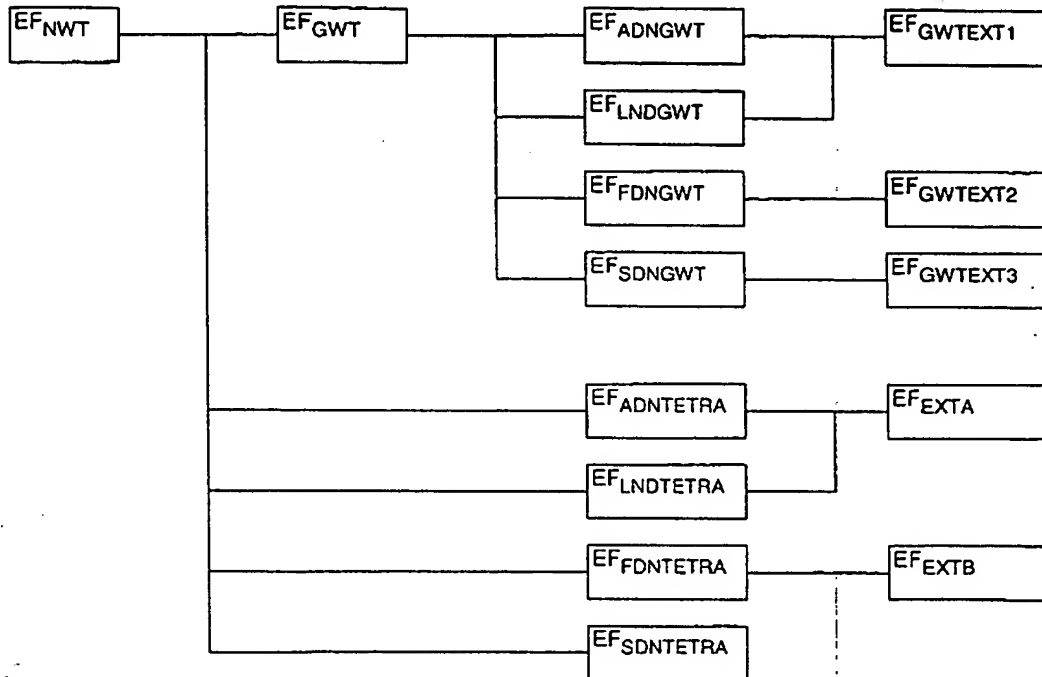 EFNWT
EFGWT
EFADNGWT
EFGWTEXT1
EFLNDGWT
EFFDNGWT
EFGWTEXT2
EFSDNGWT
EFGWTEXT3
EFADNTETRA
EFEXTA
EFLNDTETRA
EFFDNTETRA
EFEXTB
EFSDNTETRA